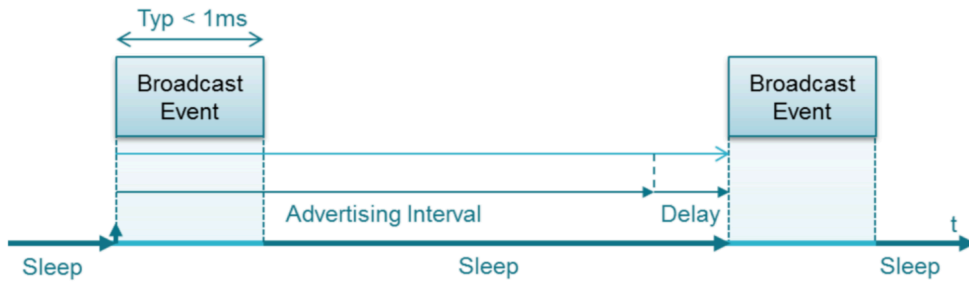 Typ < 1ms
Broadcast
Event
Broadcast
Event
Advertising Interval
Delay
t
Sleep
Sleep
Sleep